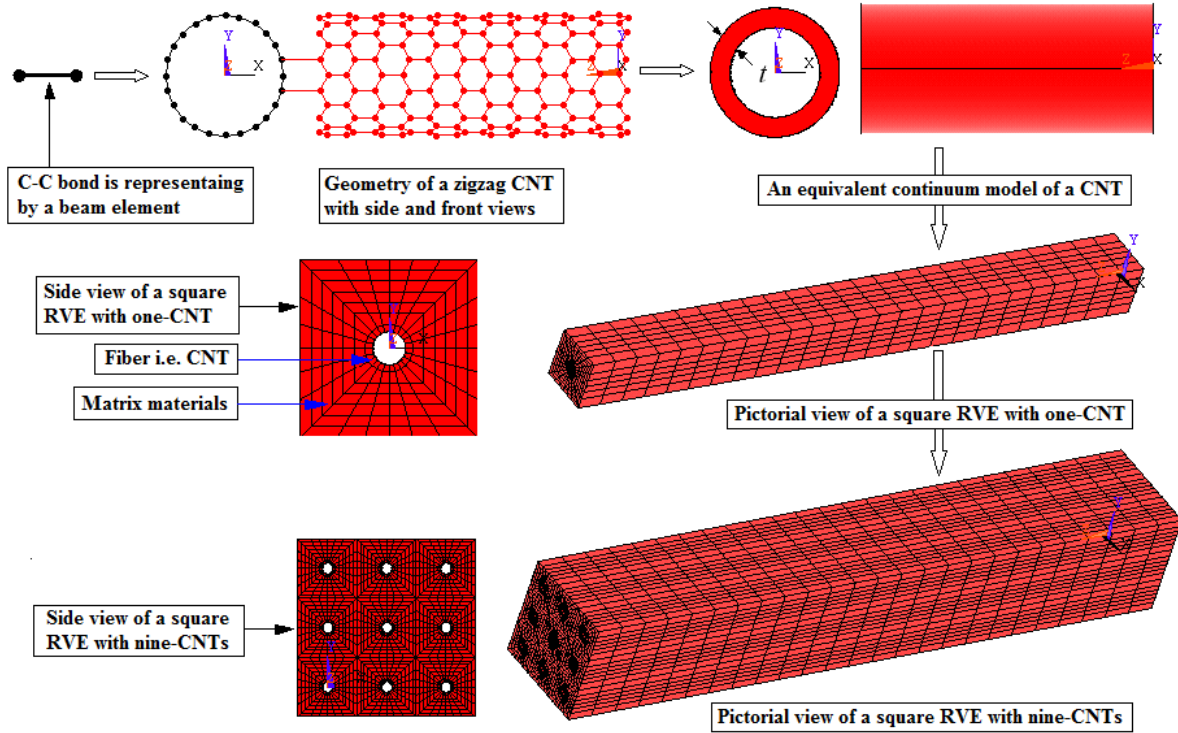 Y
Z
X
Y
Z
X
t
Y
Z
X
Y
Z
X
C-C bond is representaing
by a beam element
Geometry of a zigzag CNT
with side and front views
An equivalent continuum model of a CNT
Side view of a square
RVE with one-CNT
Fiber i.e. CNT
Matrix materials
Y
X
Y
X
Pictorial view of a square RVE with one-CNT
Side view of a square
RVE with nine-CNTs
Y
Y
Pictorial view of a square RVE with nine-CNTs